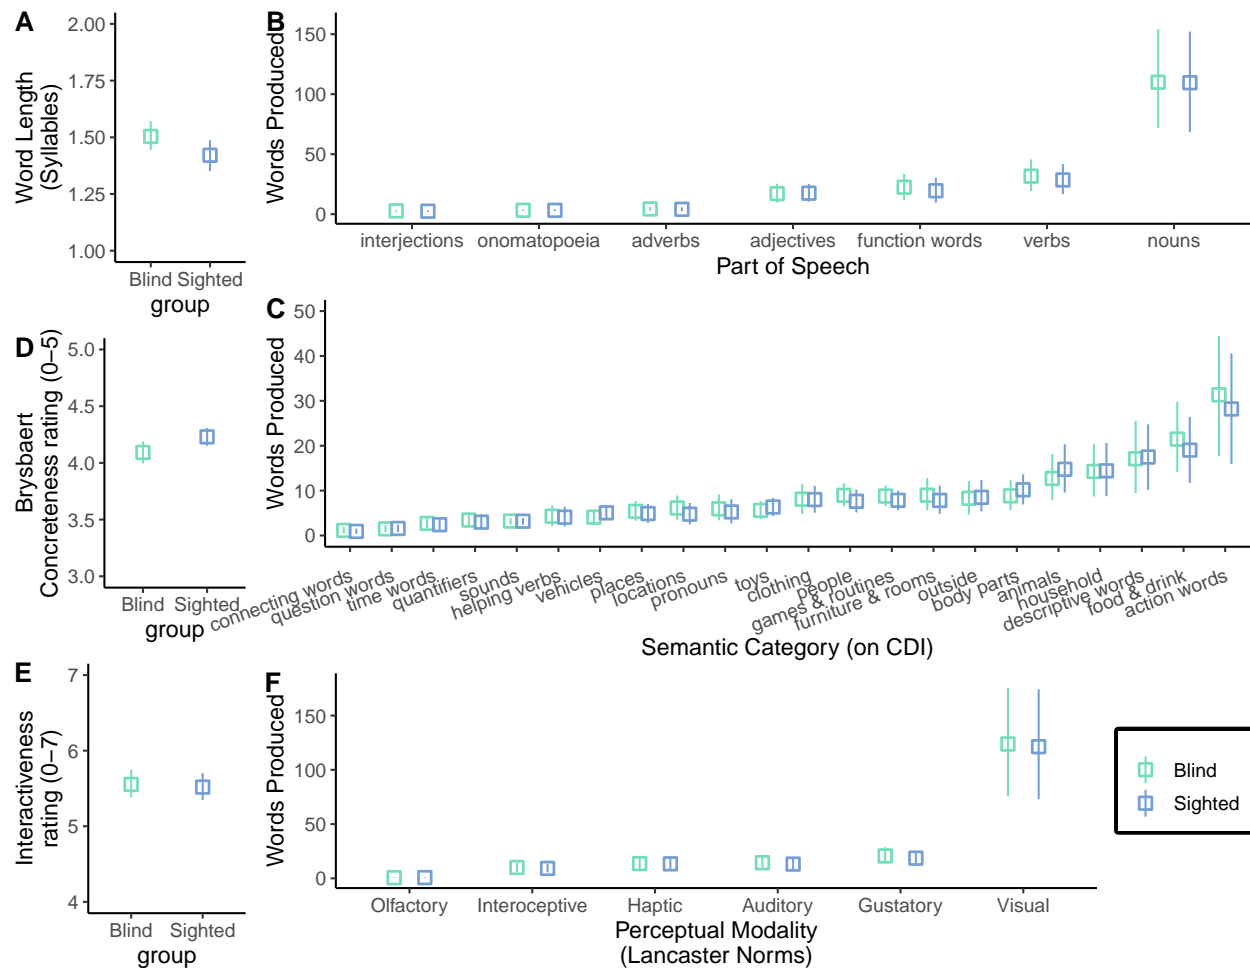 A
Word Length
(Syllables)
2.00
1.75
1.50
1.25
1.00
Blind Sighted
group
B
Words Produced
150
100
50
0
interjections onomatopoeia adverbs adjectives function words verbs nouns
Part of Speech
C
Words Produced
50
40
30
20
10
0
connecting words
question words
time words
quantifiers
sounds
helping verbs
vehicles
places
locations
pronouns
toys
clothing
people
games & routines
furniture & rooms
outside
body parts
animals
household
descriptive words
food & drink
action words
Semantic Category (on CDI)
D
Brysbaert
Concreteness rating (0–5)
5.0
4.5
4.0
3.5
3.0
Blind Sighted
group
E
Interactiveness
rating (0–7)
7
6
5
4
Blind Sighted
group
F
Words Produced
150
100
50
0
Olfactory Interoceptive Haptic Auditory Gustatory Visual
Perceptual Modality
(Lancaster Norms)
Blind
Sighted